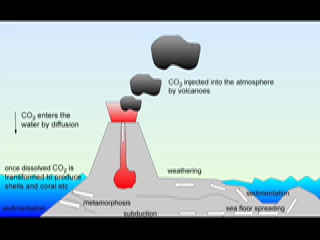 CO2 injected into the atmosphere
by volcanoes
CO2 enters the
water by diffusion
once dissolved CO2 is
transformed to produce
shells and coral etc
weathering
sedimentation
metamorphosis
sedimentation
sea floor spreading
subduction